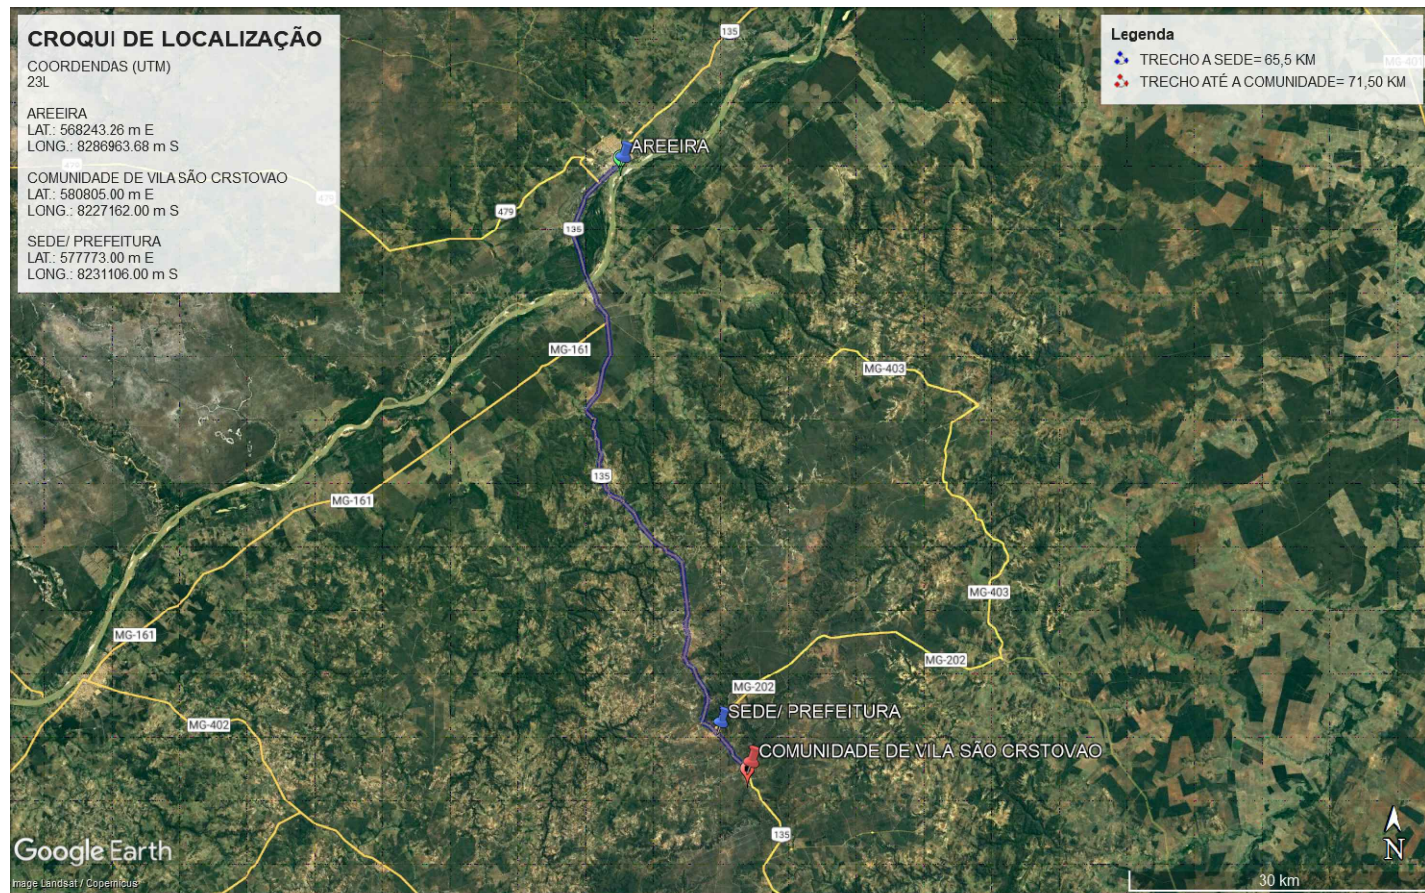 CROQUI DE LOCALIZAÇÃO
COORDENDAS (UTM)
23L
AREEIRA
LAT.: 568243.26 m E
LONG.: 8286963.68 m S
COMUNIDADE DE VILA SÃO CRSTOVAO
LAT.: 580805.00 m E
LONG.: 8227162.00 m S
SEDE/ PREFEITURA
LAT.: 577773.00 m E
LONG.: 8231106.00 m S
Legenda
TRECHO A SEDE= 65,5 KM
TRECHO ATÉ A COMUNIDADE= 71,50 KM
135
MG-401
AREEIRA
479
479
479
135
MG-161
MG-403
135
MG-161
MG-403
MG-161
MG-202
MG-202
SEDE/ PREFEITURA
MG-402
COMUNIDADE DE VILA SÃO CRSTOVAO
135
Google Earth
Image Landsat / Copernicus
N
30 km